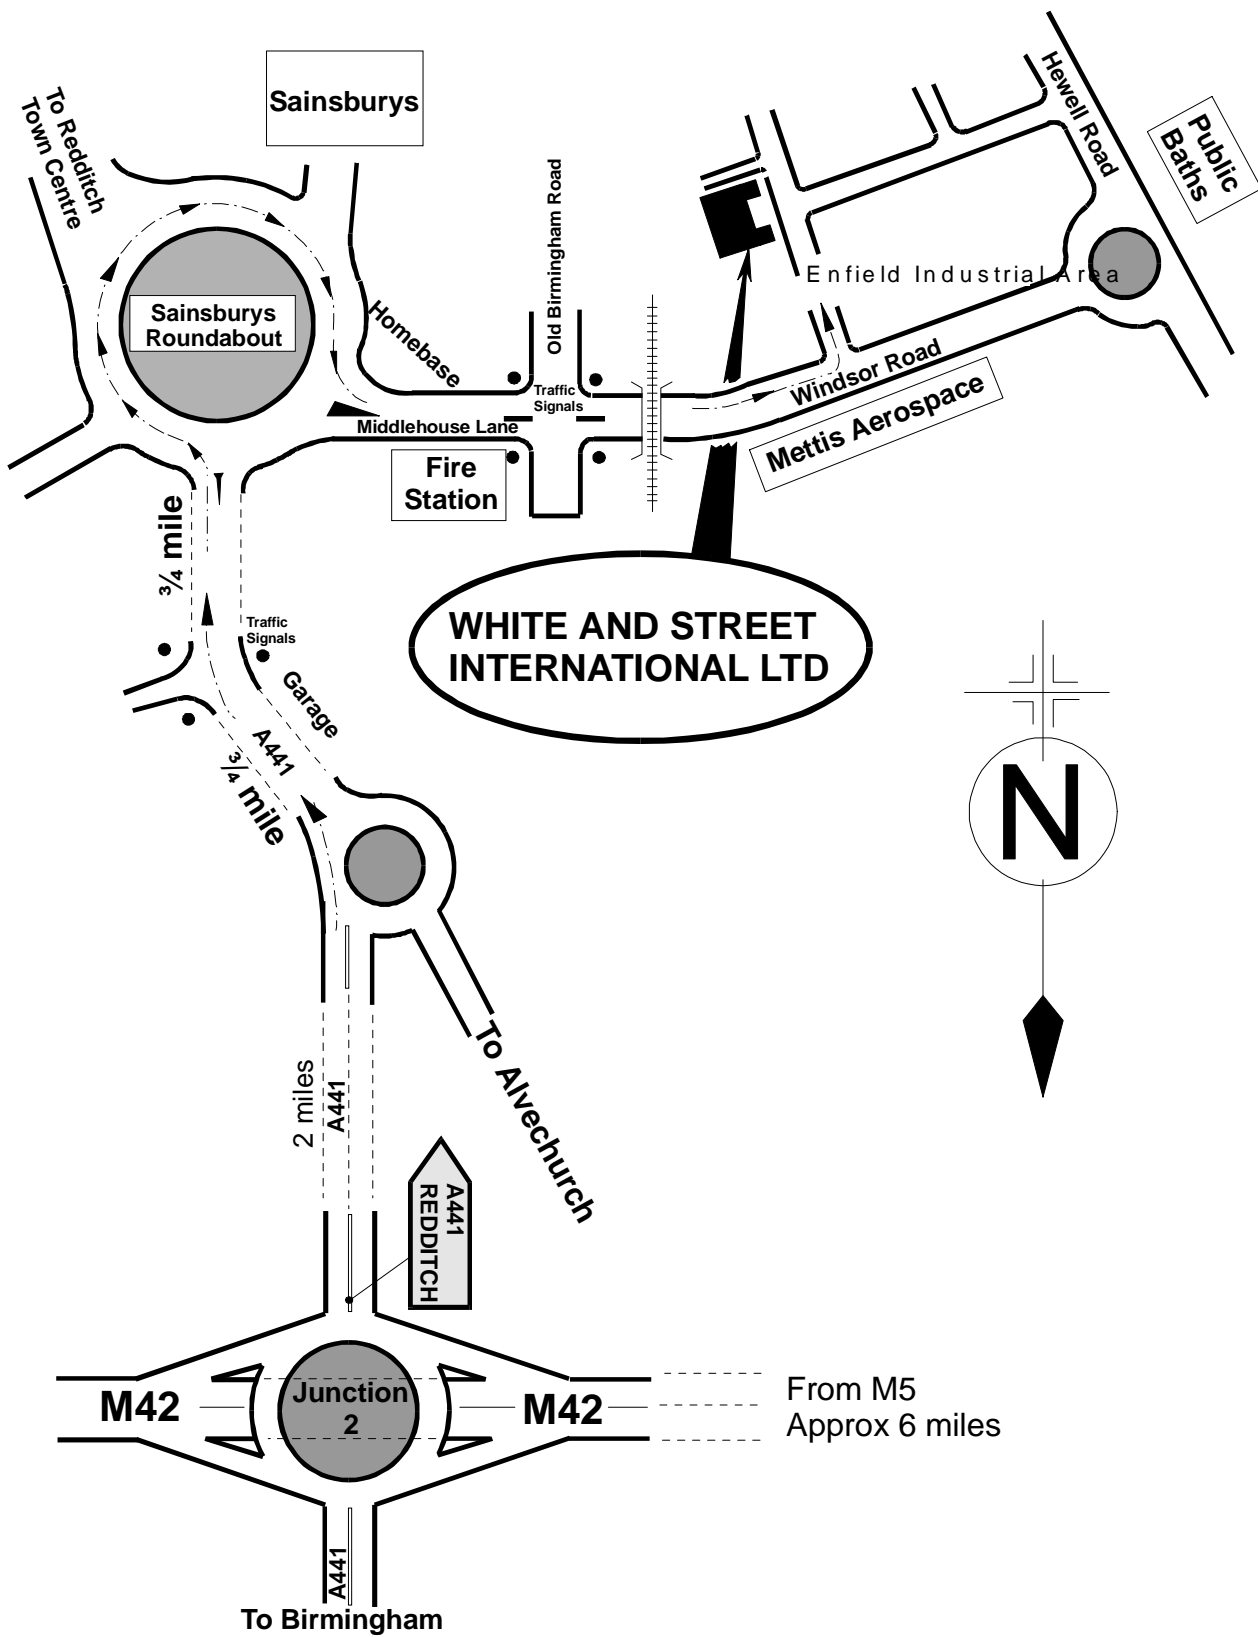 Sainsburys
To Redditch
Town Centre
Hewell Road
Public
Baths
Old Birmingham Road
Enfield Industrial Area
Sainsburys
Roundabout
Homebase
Traffic
Signals
Windsor Road
Middlehouse Lane
Mettis Aerospace
Fire
Station
¾ mile
Traffic
Signals
WHITE AND STREET
INTERNATIONAL LTD
Garage
A441
¾ mile
N
To Alvechurch
2 miles
A441
A441
REDDITCH
M42
Junction
2
M42
From M5
Approx 6 miles
A441
To Birmingham